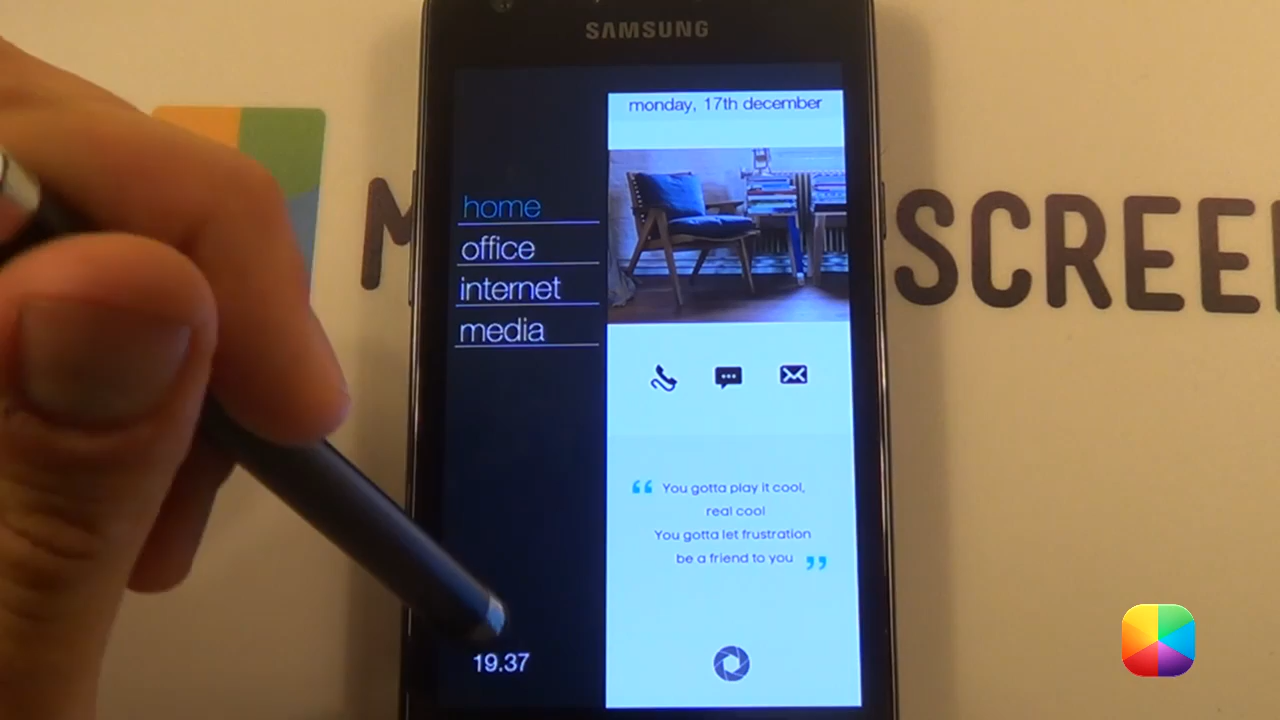 SAMSUNG
monday, 17th december
home
office
internet
media
SCREE
“ You gotta play it cool,
real cool
You gotta let frustration
be a friend to you ”
19.37